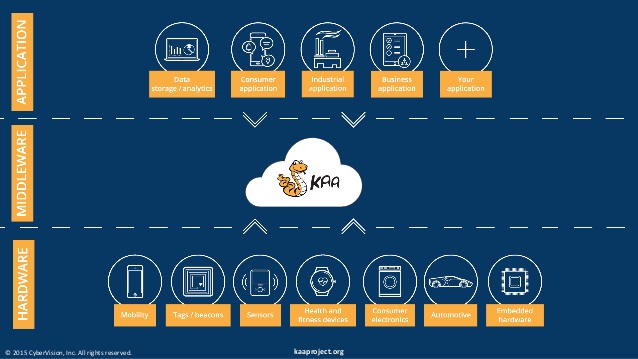 APPLICATION
Data
storage / analytics
Consumer
application
Industrial
application
Business
application
Your
application
MIDDLEWARE
KAA
HARDWARE
Mobility
Tags / beacons
Sensors
Health and
fitness devices
Consumer
electronics
Automotive
Embedded
hardware
© 2015 CyberVision, Inc. All rights reserved.
kaaproject.org